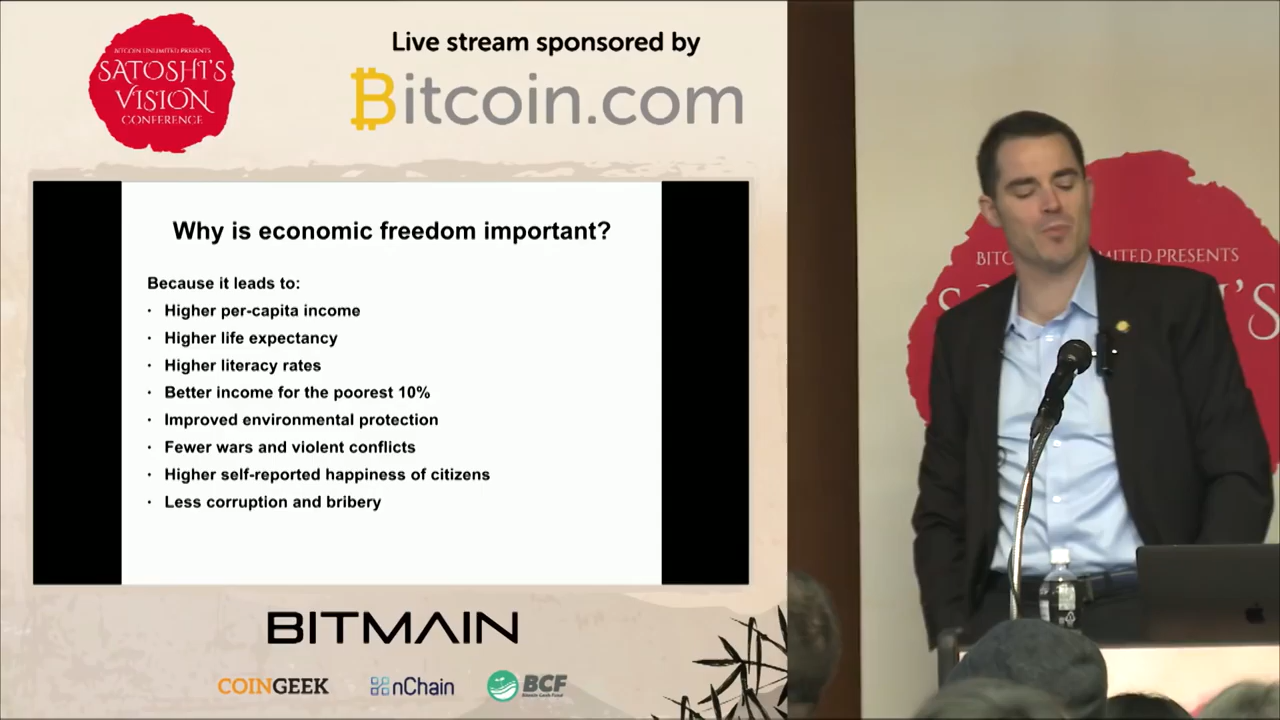 BITCOIN UNLIMITED PRESENTS
SATOSHI'S
VISION
CONFERENCE
Live stream sponsored by
Bitcoin.com
Why is economic freedom important?
Because it leads to:
· Higher per-capita income
· Higher life expectancy
· Higher literacy rates
· Better income for the poorest 10%
· Improved environmental protection
· Fewer wars and violent conflicts
· Higher self-reported happiness of citizens
· Less corruption and bribery
BITMAIN
COINGEEK
nChain
BCF
BITCO
MITED PRESENTS